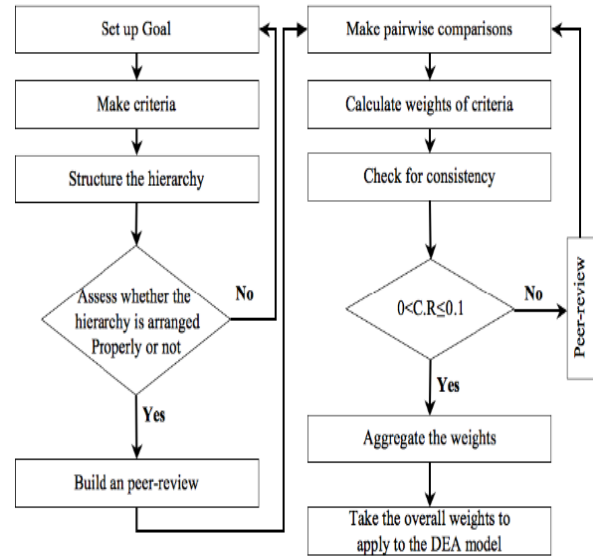 Set up Goal
Make criteria
Structure the hierarchy
Assess whether the
hierarchy is arranged
Properly or not
No
Yes
Build an peer-review
Make pairwise comparisons
Calculate weights of criteria
Check for consistency
0<C.R≤0.1
No
Peer-review
Yes
Aggregate the weights
Take the overall weights to
apply to the DEA model